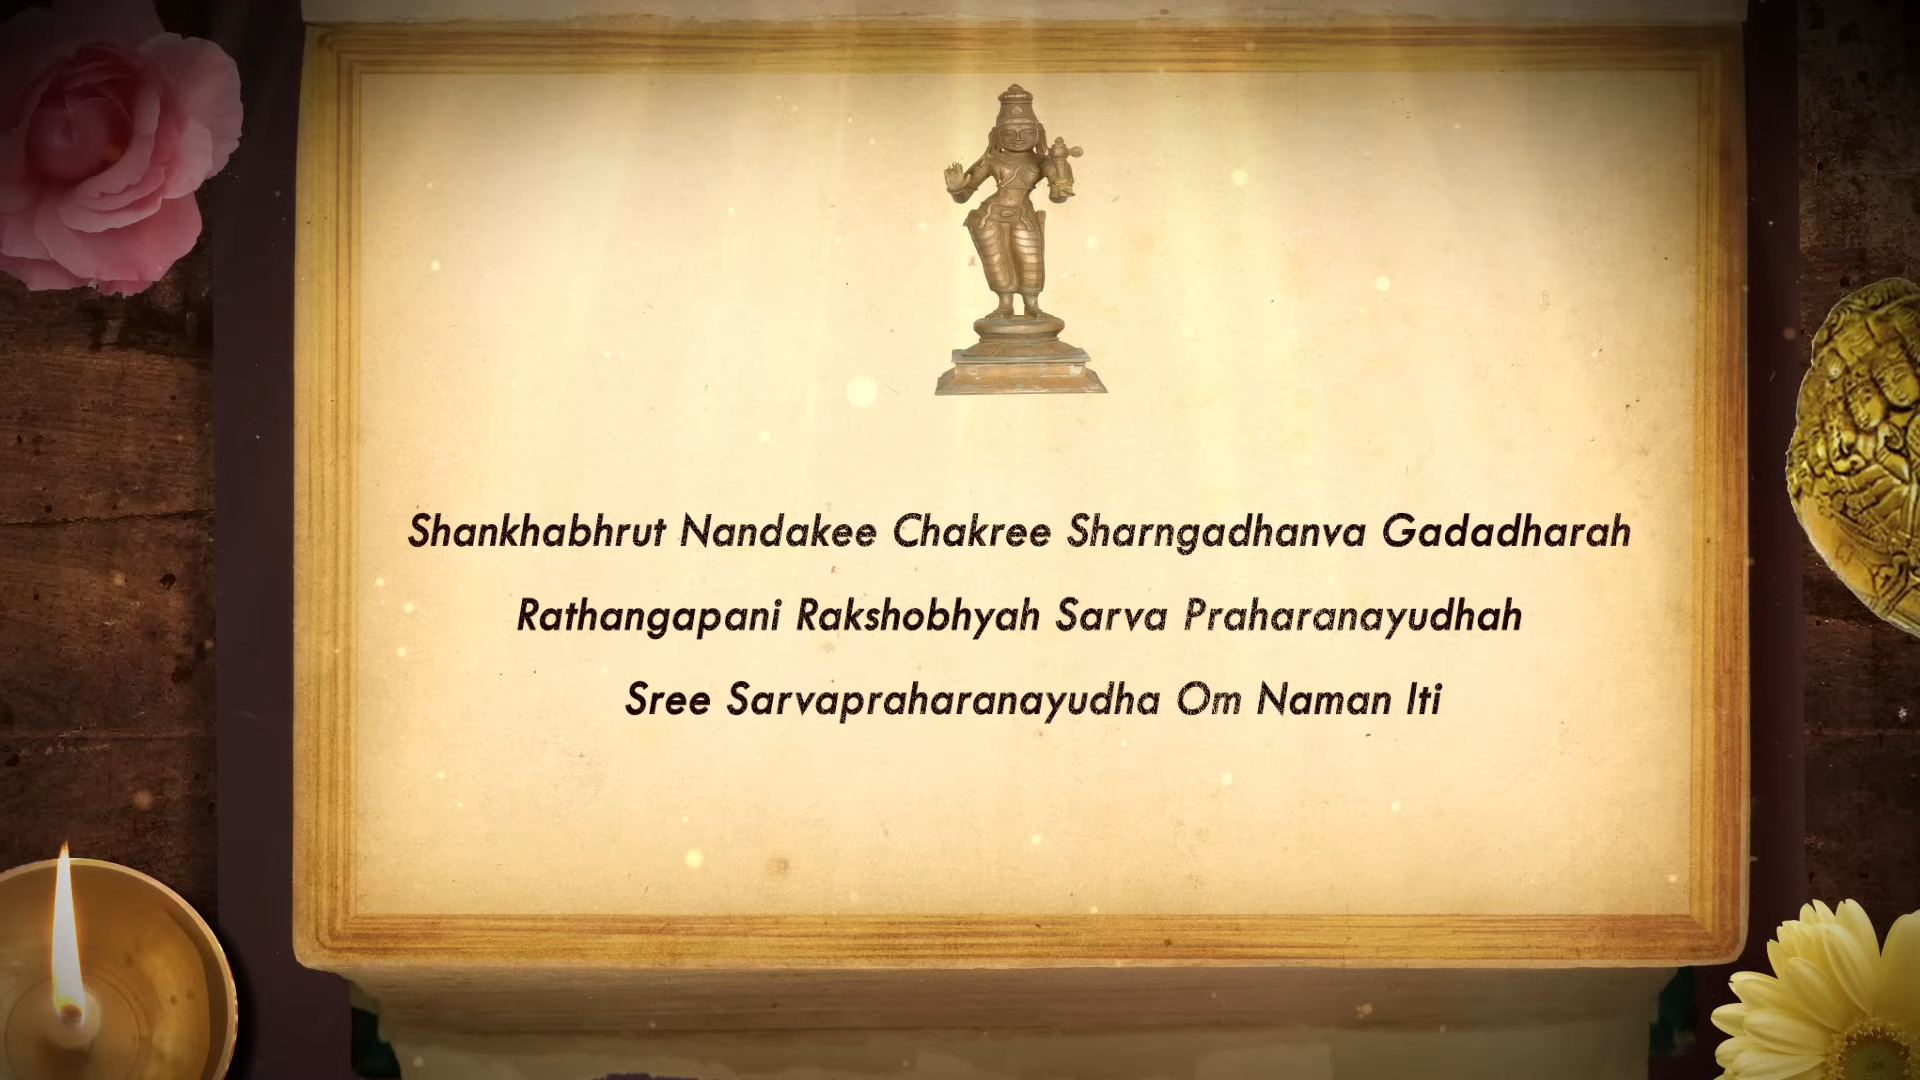 Shankhabhrut Nandakee Chakree Sharngadhanva Gadadharah
Rathangapani Rakshobhyah Sarva Praharanayudhah
Sree Sarvapraharanayudha Om Naman Iti